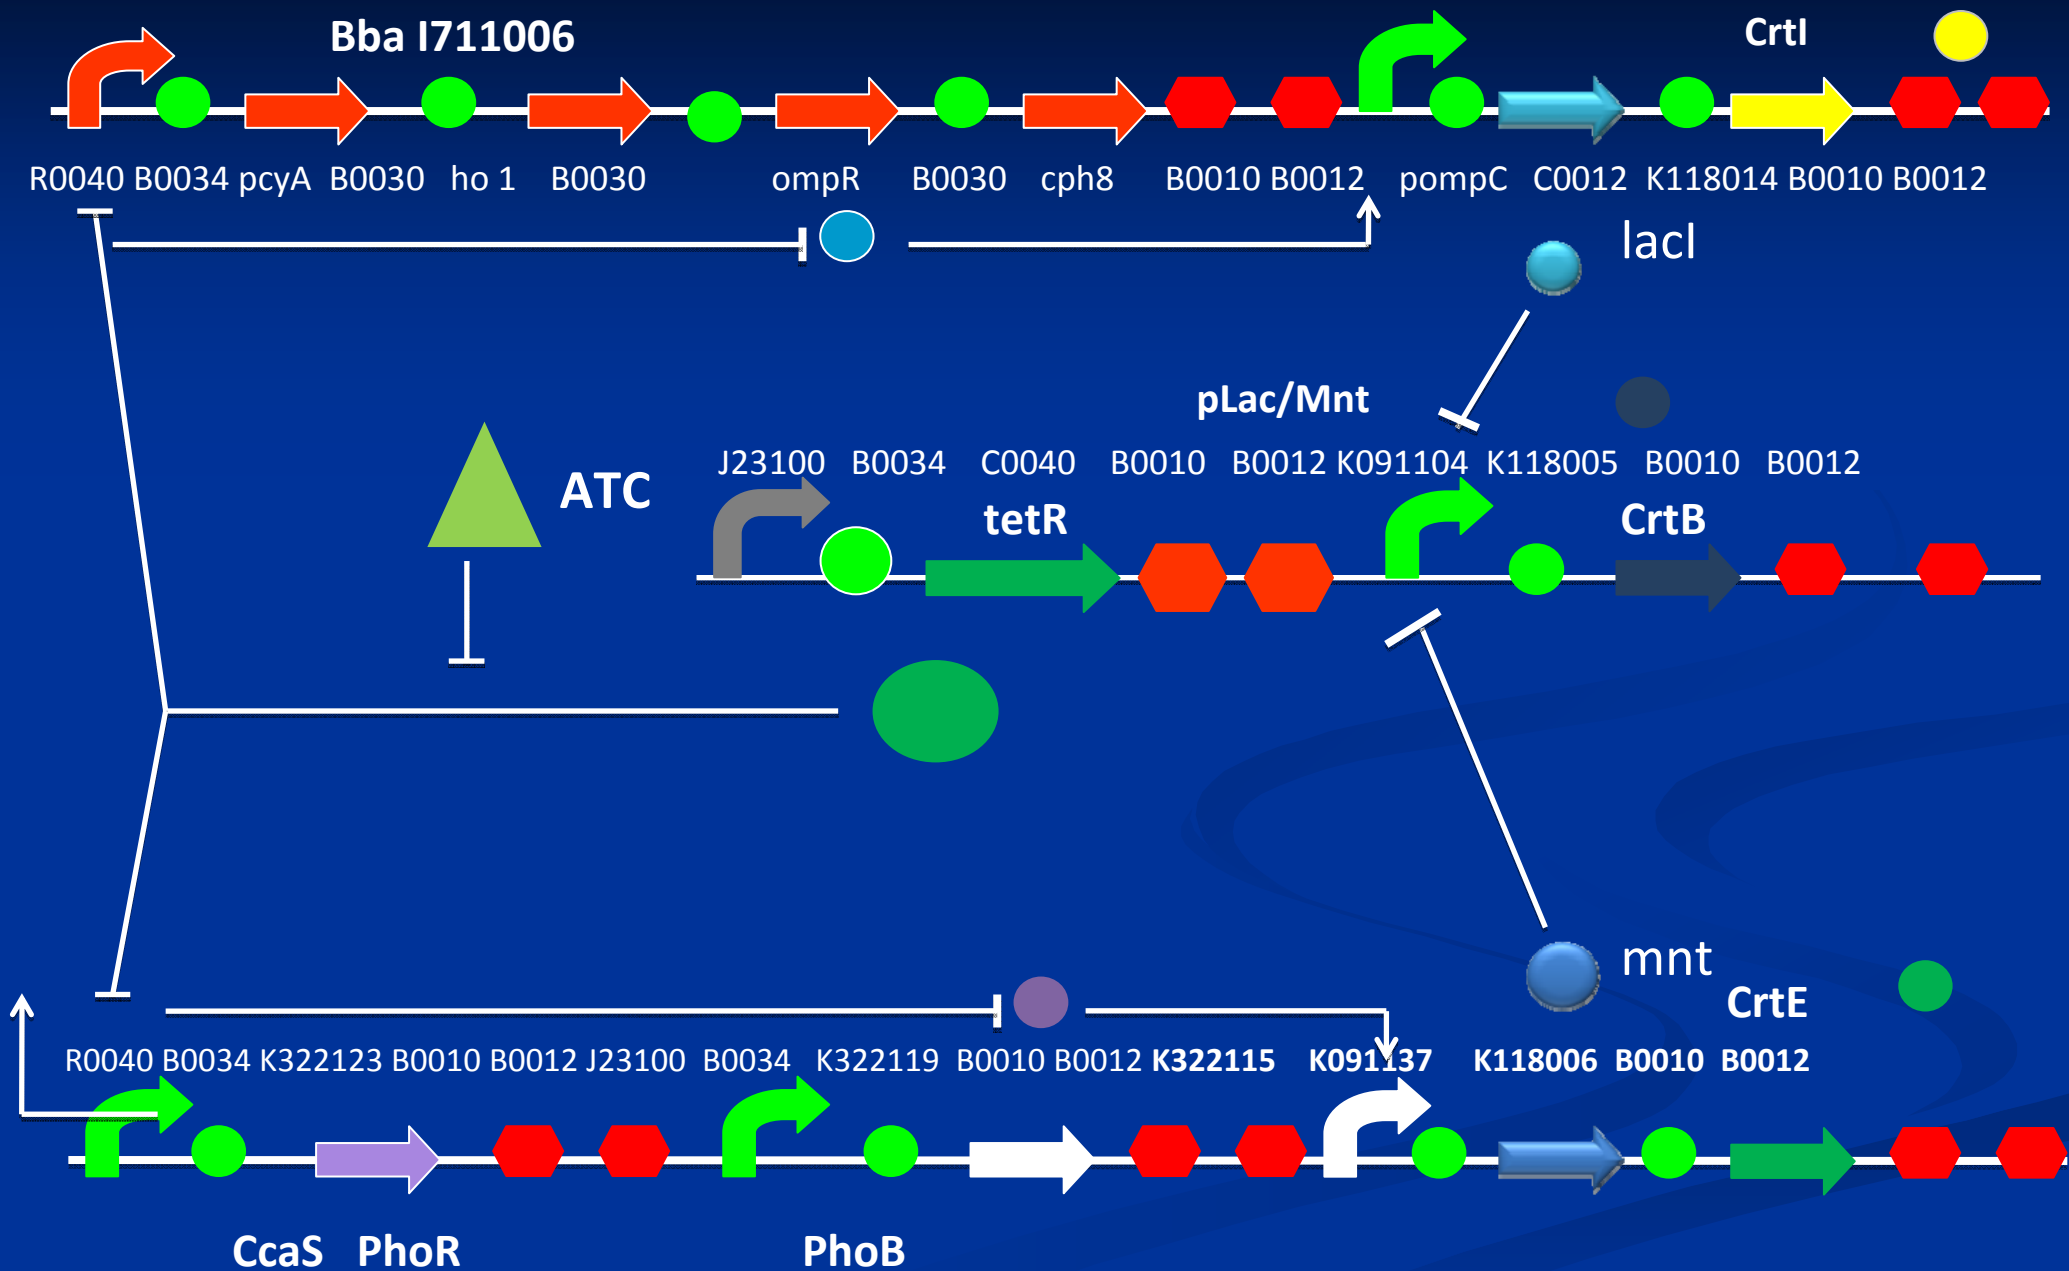 Bba I711006 CrtI
R0040 B0034 pcyA B0030 ho 1 B0030 ompR B0030 cph8 B0010 B0012 pompC C0012 K118014 B0010 B0012
lacI
pLac/Mnt
J23100 B0034 C0040 B0010 B0012 K091104 K118005 B0010 B0012
ATC
tetR CrtB
mnt
CrtE
R0040 B0034 K322123 B0010 B0012 J23100 B0034 K322119 B0010 B0012 K322115 K091137 K118006 B0010 B0012
CcaS PhoR PhoB